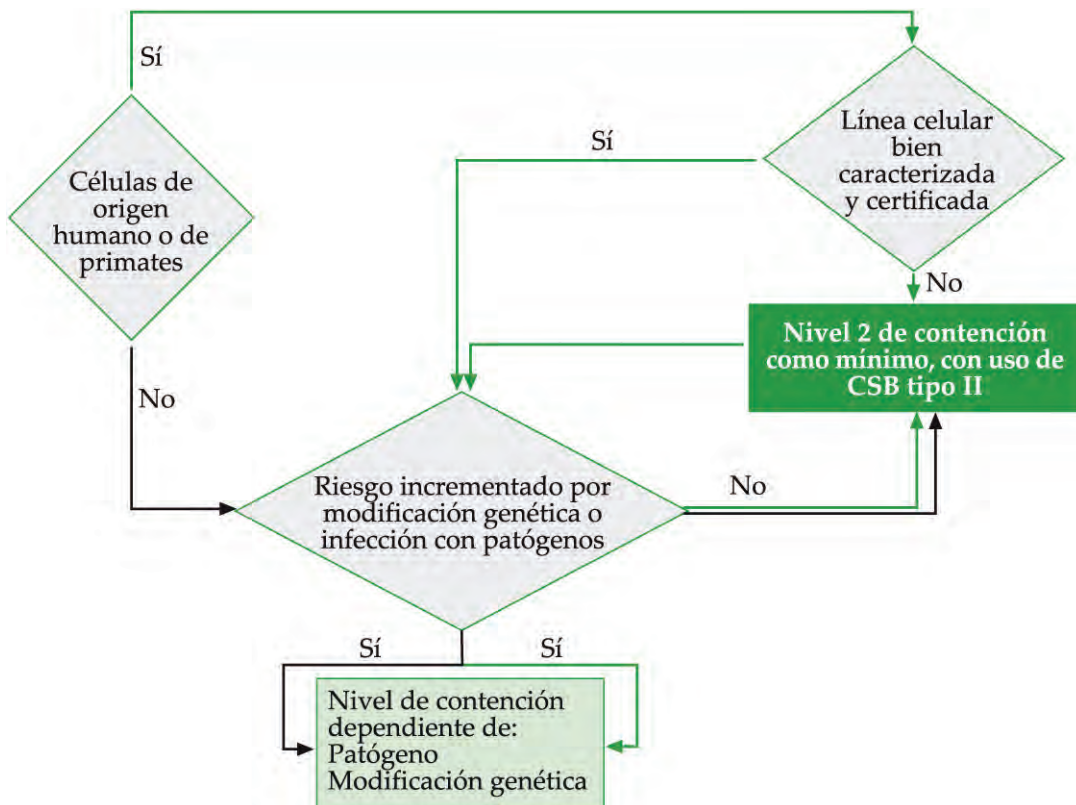 Sí
Células de
origen
humano o de
primates
No
Sí
Línea celular
bien
caracterizada
y certificada
No
Nivel 2 de contención
como mínimo, con uso de
CSB tipo II
Riesgo incrementado por
modificación genética o
infección con patógenos
No
Sí
Sí
Nivel de contención
dependiente de:
Patógeno
Modificación genética